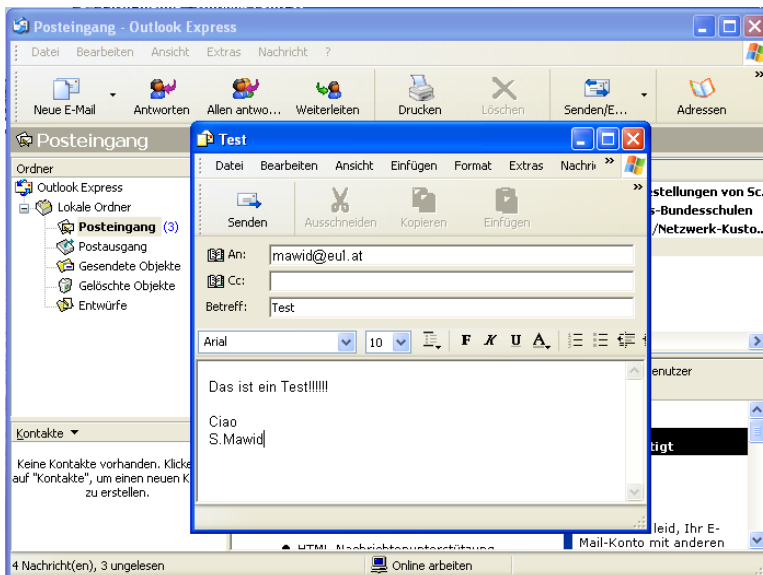 Posteingang - Outlook Express
Datei Bearbeiten Ansicht Extras Nachricht ?
Neue E-Mail Antworten Allen antwo... Weiterleiten Drucken Löschen Senden/E... Adressen
Posteingang
Ordner
Outlook Express
Lokale Ordner
Posteingang (3)
Postausgang
Gesendete Objekte
Gelöschte Objekte
Entwürfe
Kontakte
Keine Kontakte vorhanden. Klicke
auf "Kontakte", um einen neuen K
zu erstellen.
Test
Datei Bearbeiten Ansicht Einfügen Format Extras Nachri
Senden Ausschneiden Kopieren Einfügen
An: mawid@eu1.at
Cc:
Betreff: Test
Arial 10 F K U A
Das ist ein Test!!!!!!
Ciao
S.Mawid
estellungen von Sc.
s-Bundesschulen
/Netzwerk-Kusto..
enutzer
tigt
leid, Ihr E-
Mail-Konto mit anderen
HTML-Nachrichtenunterstützung
4 Nachricht(en), 3 ungelesen Online arbeiten